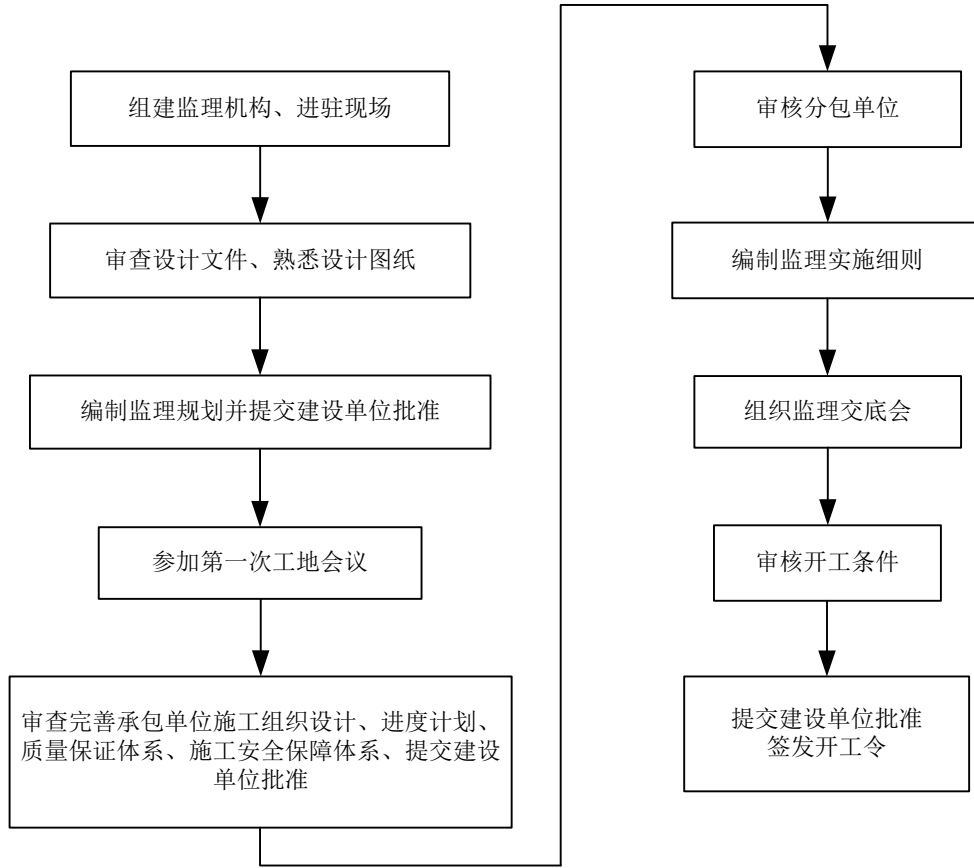 组建监理机构、进驻现场
审查设计文件、熟悉设计图纸
编制监理规划并提交建设单位批准
参加第一次工地会议
审查完善承包单位施工组织设计、进度计划、
质量保证体系、施工安全保障体系、提交建设
单位批准
审核分包单位
编制监理实施细则
组织监理交底会
审核开工条件
提交建设单位批准
签发开工令